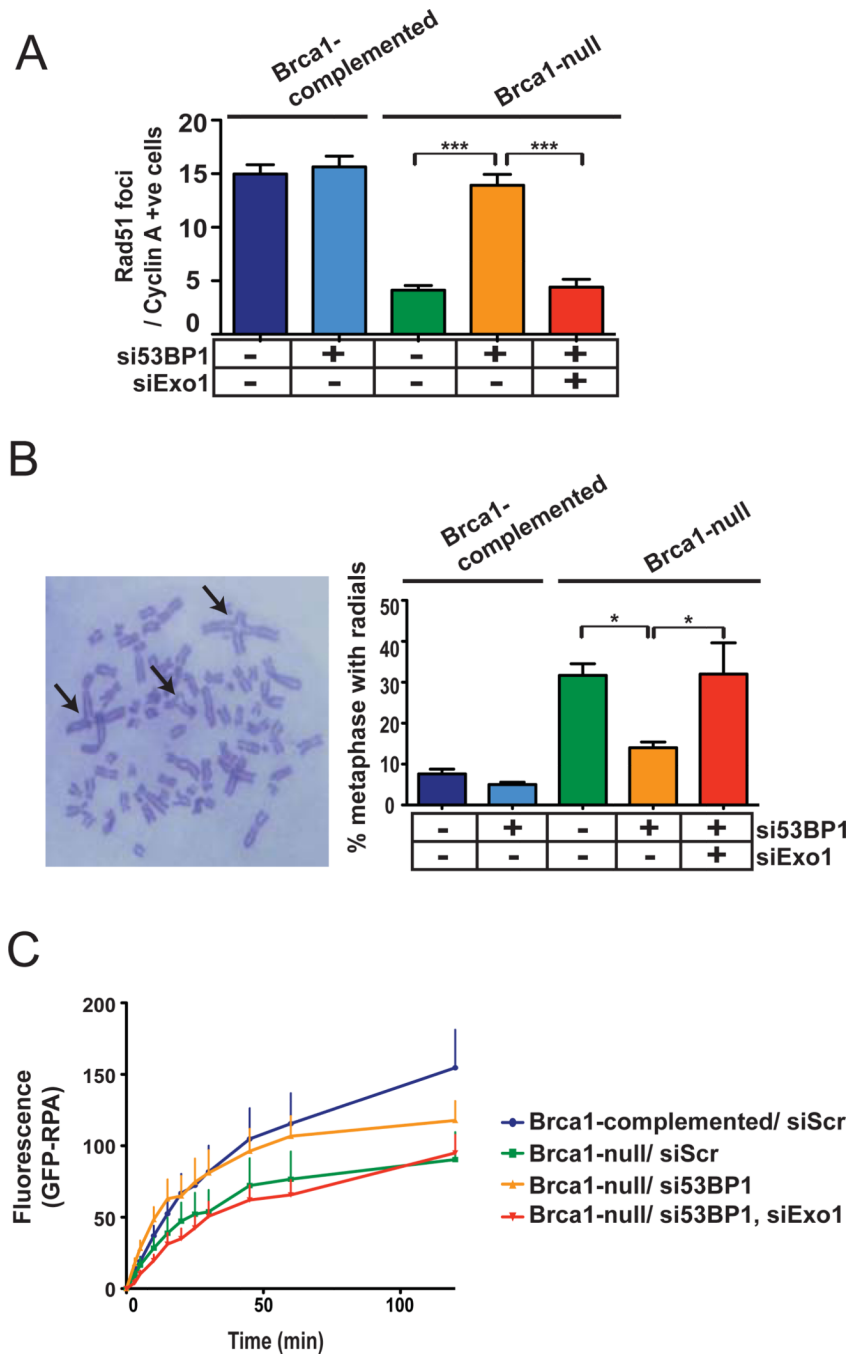 A
Brca1-
complemented
Brca1-null
20
15
10
5
0
Rad51 foci
/ Cyclin A +ve cells
***
***
si53BP1 - + - + +
siExo1 - - - - +
B
Brca1-
complemented
Brca1-null
50
40
30
20
10
0
% metaphase with radials
*
*
- + - + + si53BP1
- - - - + siExo1
C
200
150
100
50
0
Fluorescence
(GFP-RPA)
0 50 100
Time (min)
Brca1-complemented/ siScr
Brca1-null/ siScr
Brca1-null/ si53BP1
Brca1-null/ si53BP1, siExo1